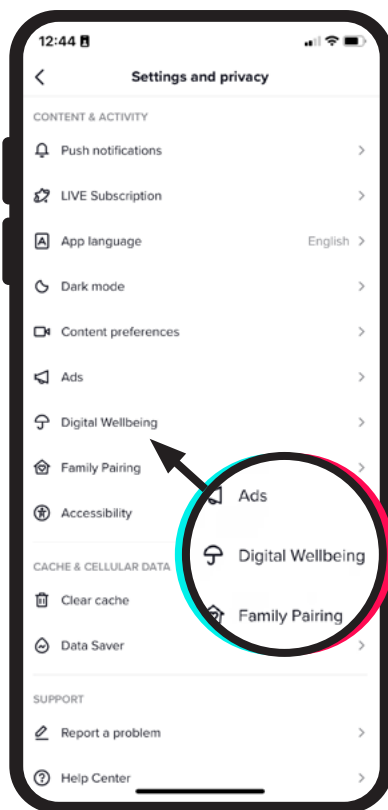 12:44
Settings and privacy
CONTENT & ACTIVITY
Push notifications
LIVE Subscription
App language English
Dark mode
Content preferences
Ads
Digital Wellbeing
Family Pairing
Accessibility
Ads
Digital Wellbeing
Family Pairing
CACHE & CELLULAR DATA
Clear cache
Data Saver
SUPPORT
Report a problem
Help Center